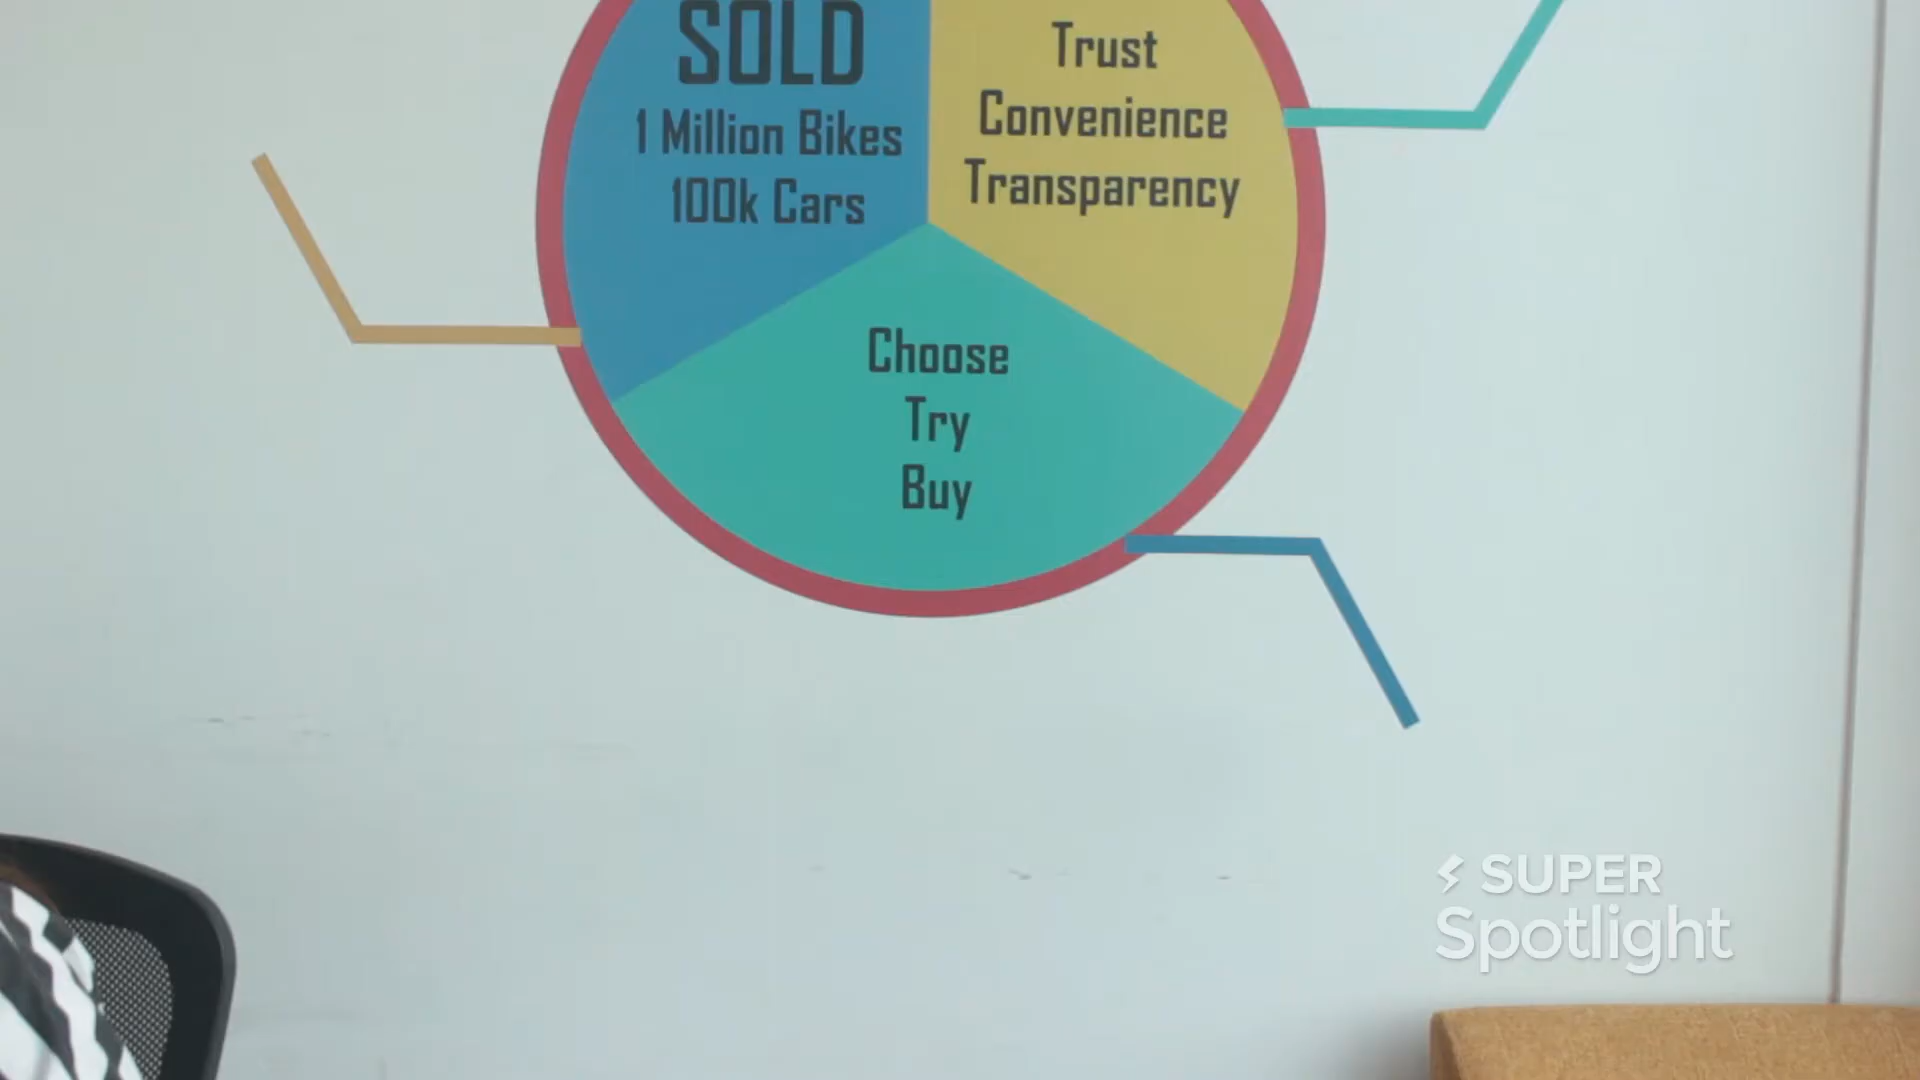 SOLD
1 Million Bikes
100k Cars
Trust
Convenience
Transparency
Choose
Try
Buy
SUPER
Spotlight